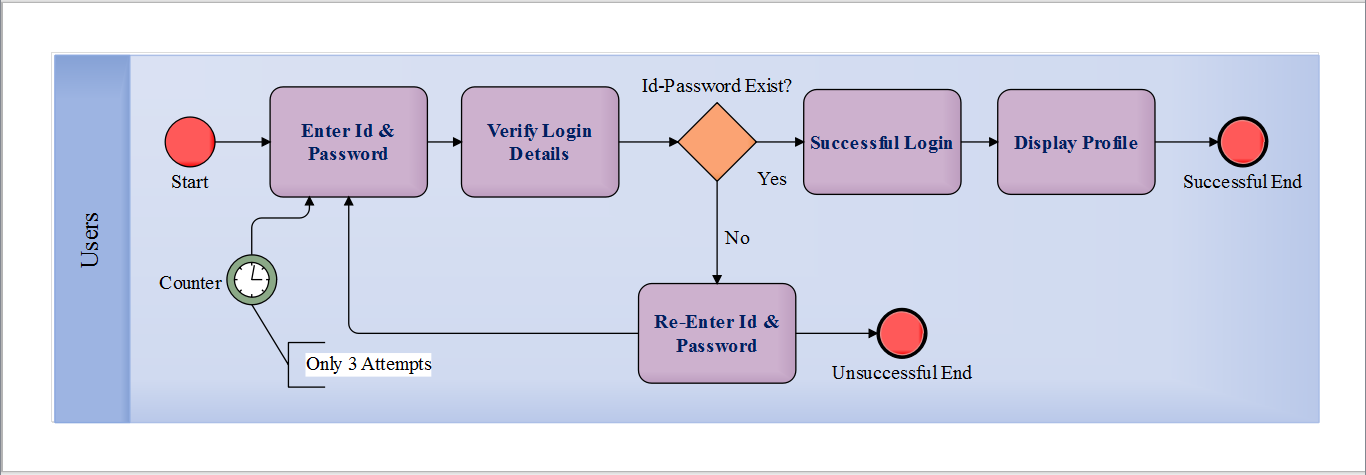 Users
Start
Enter Id &
Password
Verify Login
Details
Id-Password Exist?
Yes
Successful Login
Display Profile
Successful End
No
Counter
Only 3 Attempts
Re-Enter Id &
Password
Unsuccessful End